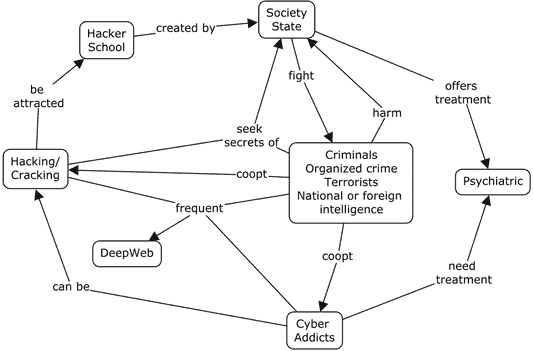 Society
State
Hacker
School
created by
be
attracted
fight
harm
offers
treatment
seek
secrets of
Hacking/
Cracking
coopt
Criminals
Organized crime
Terrorists
National or foreign
intelligence
Psychiatric
frequent
DeepWeb
coopt
need
treatment
can be
Cyber
Addicts